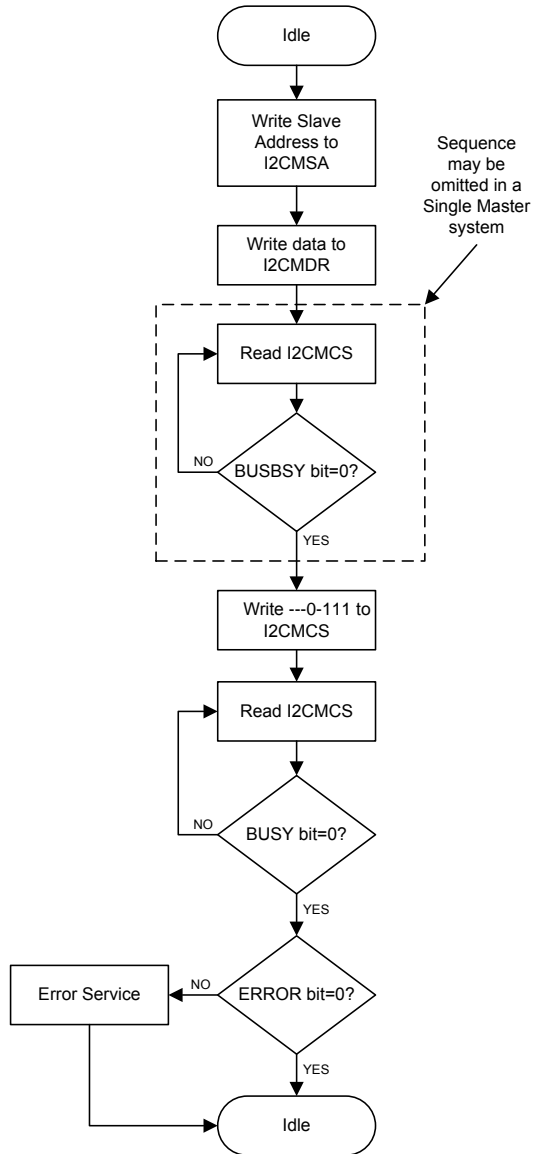 Idle
Write Slave
Address to
I2CMSA
Sequence
may be
omitted in a
Single Master
system
Write data to
I2CMDR
Read I2CMCS
NO
BUSBSY bit=0?
YES
Write ---0-111 to
I2CMCS
Read I2CMCS
NO
BUSY bit=0?
YES
Error Service
NO
ERROR bit=0?
YES
Idle